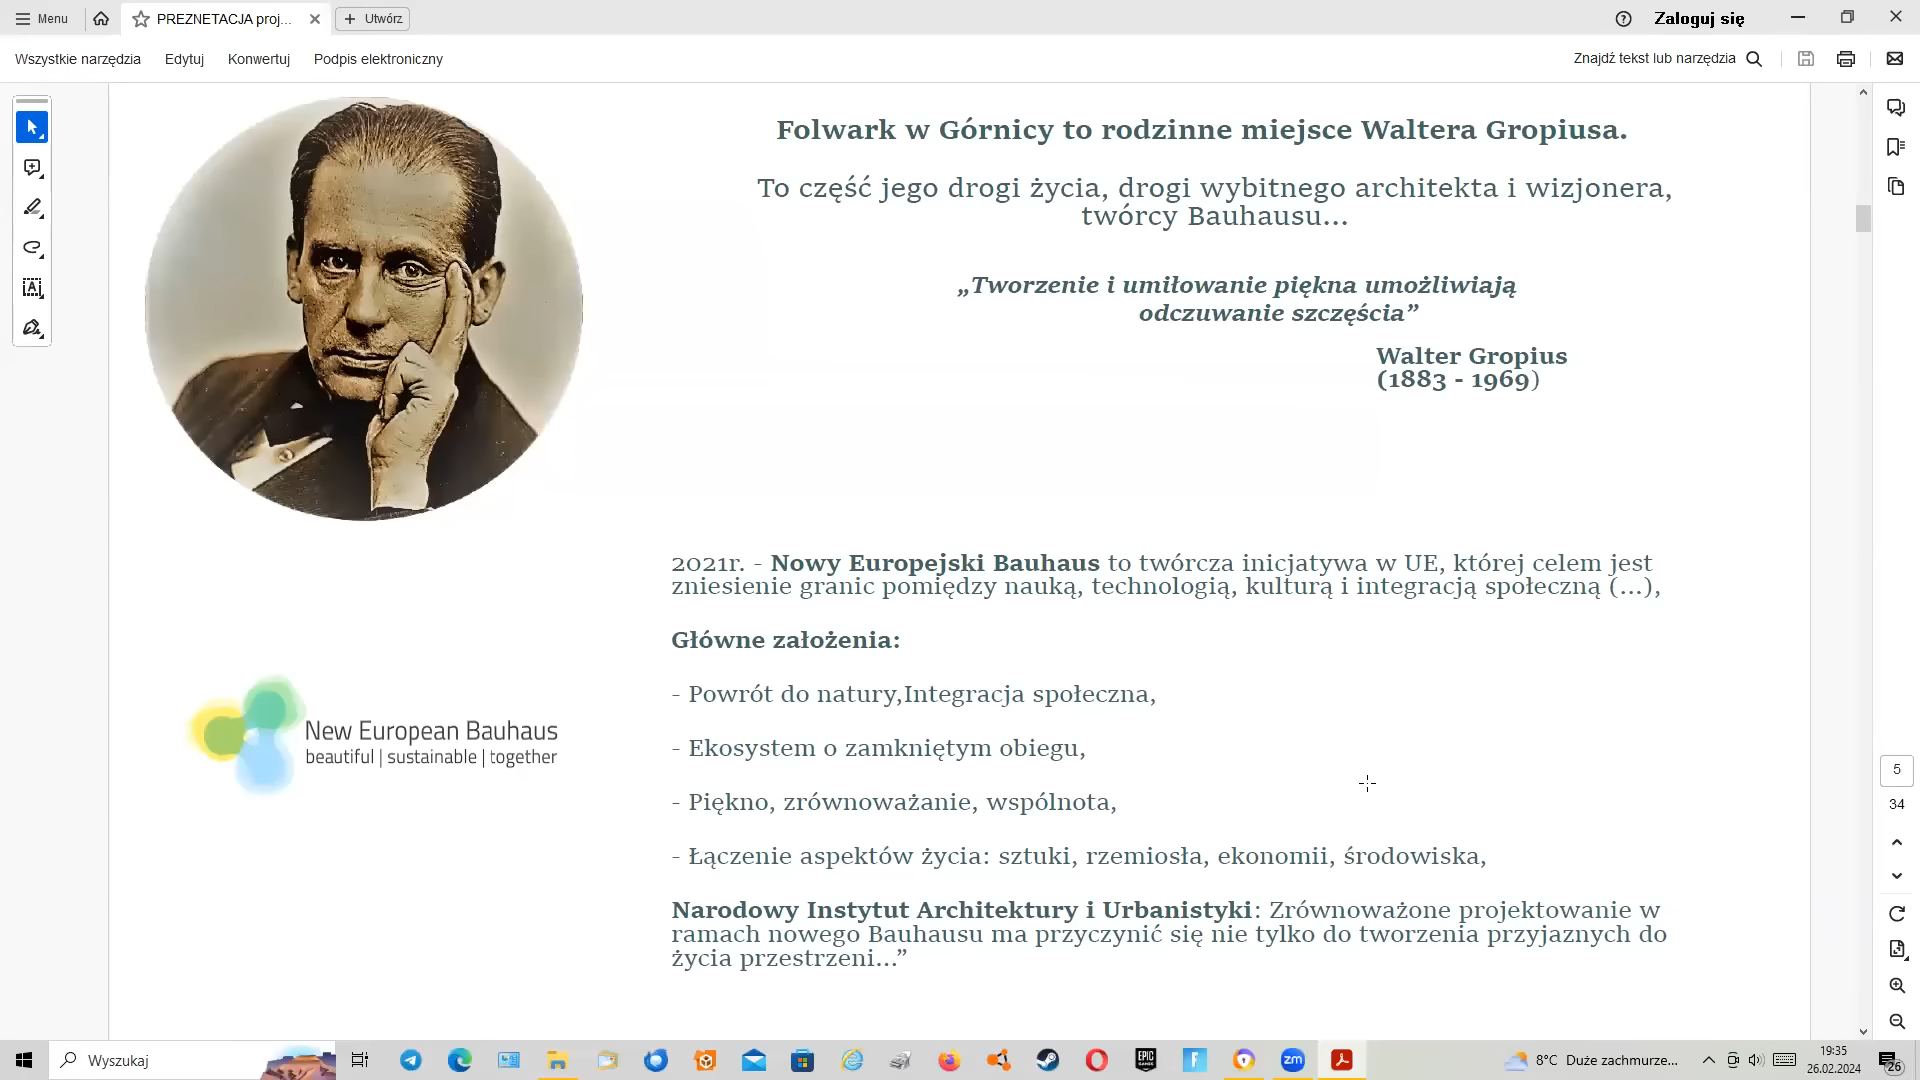 Menu
PREZNETACJA proj...
Utwórz
Zaloguj się
Wszystkie narzędzia
Edytuj
Konwertuj
Podpis elektroniczny
Znajdź tekst lub narzędzia
Folwark w Górnicy to rodzinne miejsce Waltera Gropiusa.
To część jego drogi życia, drogi wybitnego architekta i wizjonera,
twórcy Bauhausu...
„Tworzenie i umiłowanie piękna umożliwiają
odczuwanie szczęścia”
Walter Gropius
(1883 - 1969)
2021r. - Nowy Europejski Bauhaus to twórcza inicjatywa w UE, której celem jest
zniesienie granic pomiędzy nauką, technologią, kulturą i integracją społeczną (...),
Główne założenia:
- Powrót do natury,Integracja społeczna,
- Ekosystem o zamkniętym obiegu,
- Piękno, zrównoważanie, wspólnota,
- Łączenie aspektów życia: sztuki, rzemiosła, ekonomii, środowiska,
Narodowy Instytut Architektury i Urbanistyki: Zrównoważone projektowanie w
ramach nowego Bauhausu ma przyczynić się nie tylko do tworzenia przyjaznych do
życia przestrzeni...”
New European Bauhaus
beautiful | sustainable | together
5
34
Wyszukaj
EPIC GAMES
zm
8°C Duże zachmurze...
19:35
26.02.2024
26